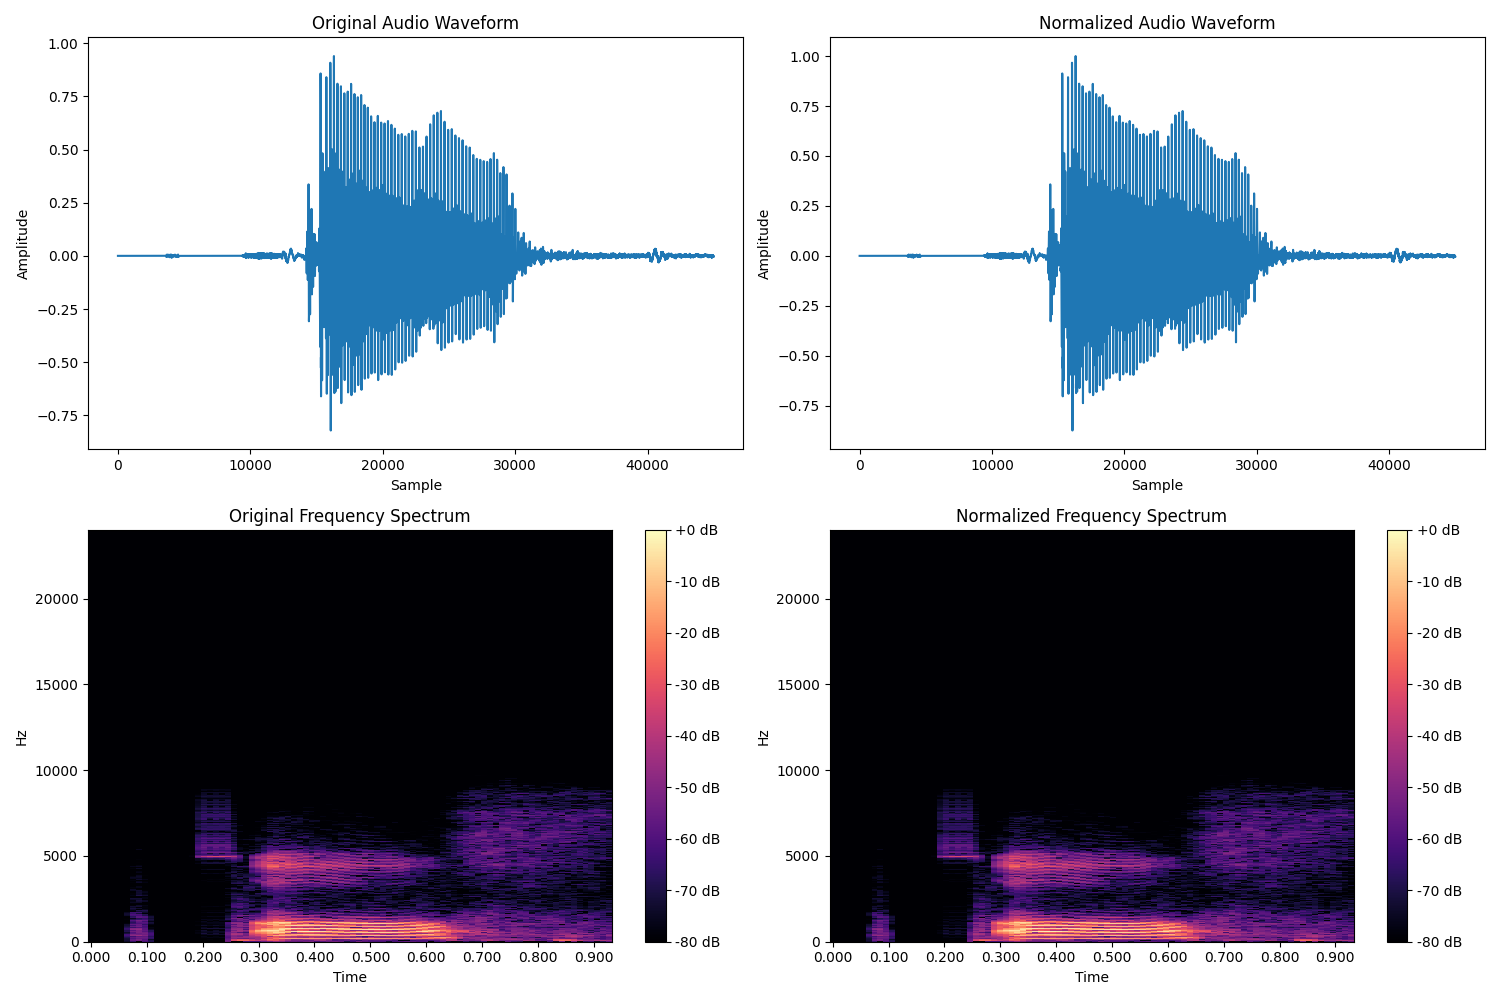 Original Audio Waveform
1.00
0.75
0.50
0.25
0.00
−0.25
−0.50
−0.75
Amplitude
0 10000 20000 30000 40000
Sample
Normalized Audio Waveform
1.00
0.75
0.50
0.25
0.00
−0.25
−0.50
−0.75
Amplitude
0 10000 20000 30000 40000
Sample
Original Frequency Spectrum
20000
15000
10000
5000
0
Hz
0.000 0.100 0.200 0.300 0.400 0.500 0.600 0.700 0.800 0.900
Time
+0 dB
-10 dB
-20 dB
-30 dB
-40 dB
-50 dB
-60 dB
-70 dB
-80 dB
Normalized Frequency Spectrum
20000
15000
10000
5000
0
Hz
0.000 0.100 0.200 0.300 0.400 0.500 0.600 0.700 0.800 0.900
Time
+0 dB
-10 dB
-20 dB
-30 dB
-40 dB
-50 dB
-60 dB
-70 dB
-80 dB